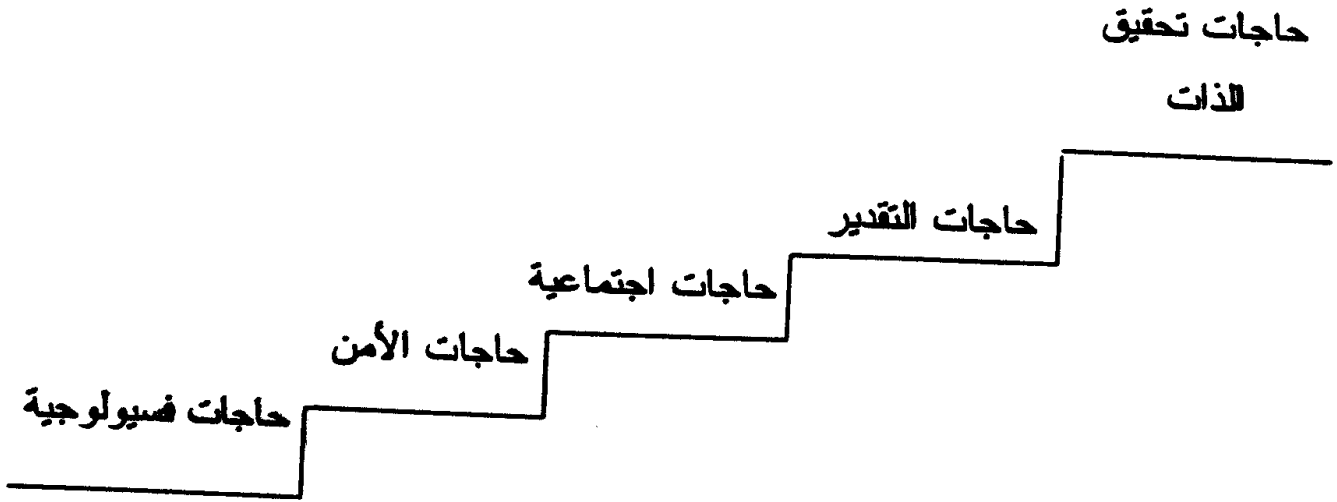 حاجات تحقيق
الذات
حاجات التقدير
حاجات اجتماعية
حاجات الأمن
حاجات فسيولوجية